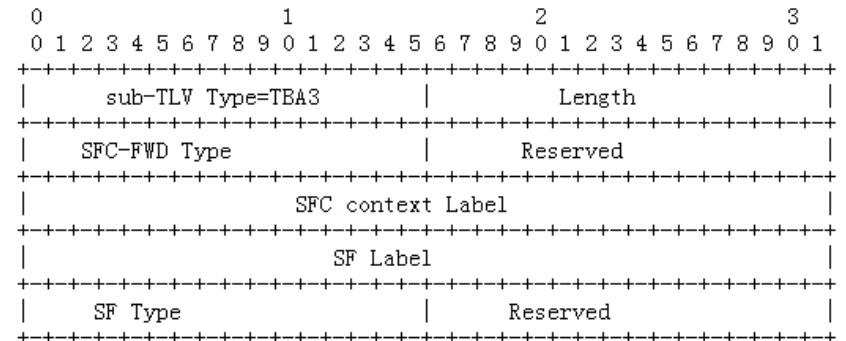 0                   1                   2                   3
 0 1 2 3 4 5 6 7 8 9 0 1 2 3 4 5 6 7 8 9 0 1 2 3 4 5 6 7 8 9 0 1
+-+-+-+-+-+-+-+-+-+-+-+-+-+-+-+-+-+-+-+-+-+-+-+-+-+-+-+-+-+-+-+-+
|      sub-TLV Type=TBA3        |          Length               |
+-+-+-+-+-+-+-+-+-+-+-+-+-+-+-+-+-+-+-+-+-+-+-+-+-+-+-+-+-+-+-+-+
|    SFC-FWD Type               |       Reserved                |
+-+-+-+-+-+-+-+-+-+-+-+-+-+-+-+-+-+-+-+-+-+-+-+-+-+-+-+-+-+-+-+-+
|                     SFC context Label                         |
+-+-+-+-+-+-+-+-+-+-+-+-+-+-+-+-+-+-+-+-+-+-+-+-+-+-+-+-+-+-+-+-+
|                        SF Label                               |
+-+-+-+-+-+-+-+-+-+-+-+-+-+-+-+-+-+-+-+-+-+-+-+-+-+-+-+-+-+-+-+-+
|     SF Type                   |      Reserved                 |
+-+-+-+-+-+-+-+-+-+-+-+-+-+-+-+-+-+-+-+-+-+-+-+-+-+-+-+-+-+-+-+-+